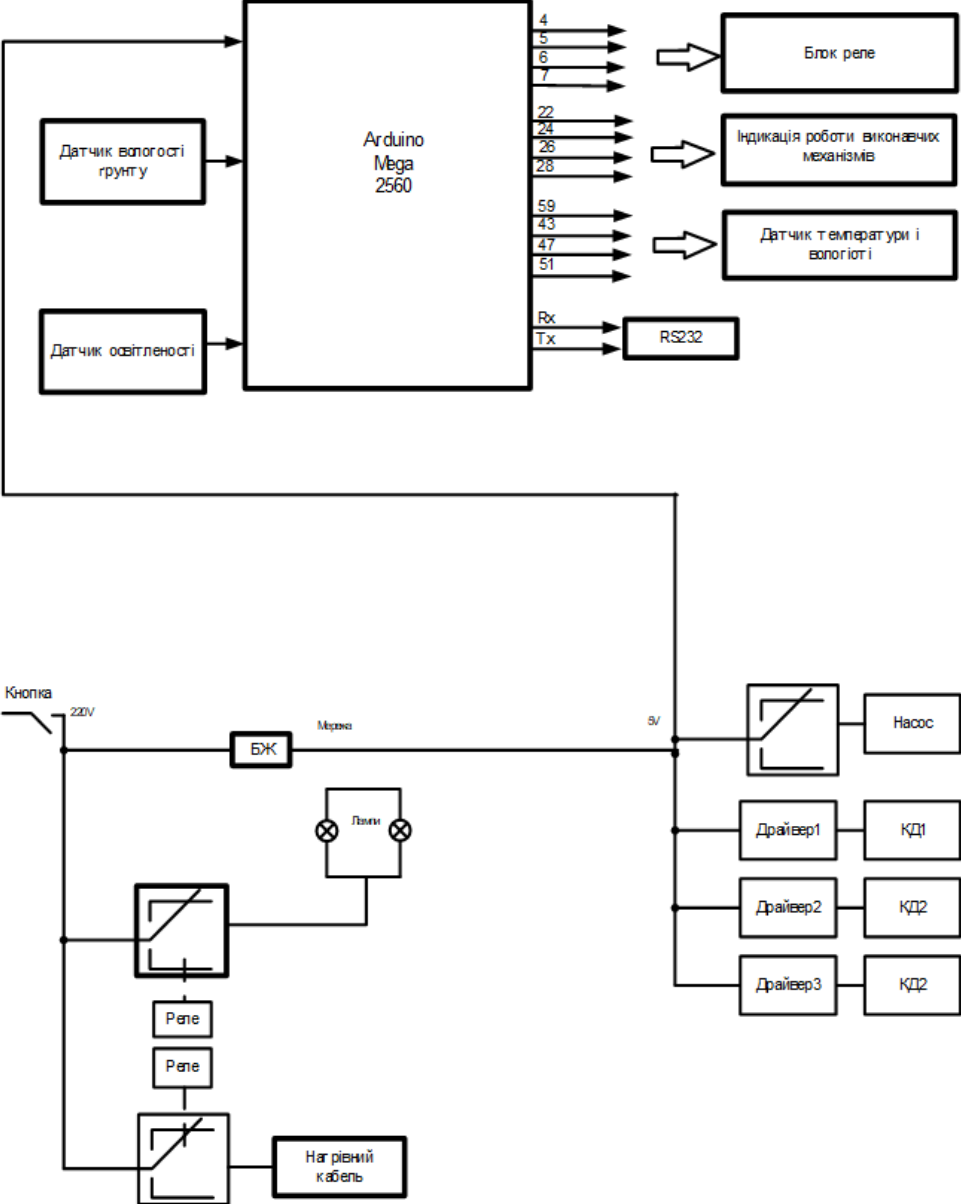 4
5
6
7
Блок реле
Arduino
Mega
2560
22
24
26
28
Індикація роботи виконавчих
механізмів
Датчик вологості
грунту
59
43
47
51
Датчик температури і
вологіоті
Rx
Tx
RS232
Датчик освітленості
Кнопка
220V
БЖ
Мережа
5V
Насос
Лампи
Драйвер1
КД1
Драйвер2
КД2
Драйвер3
КД2
Реле
Реле
Нагрівний
кабель